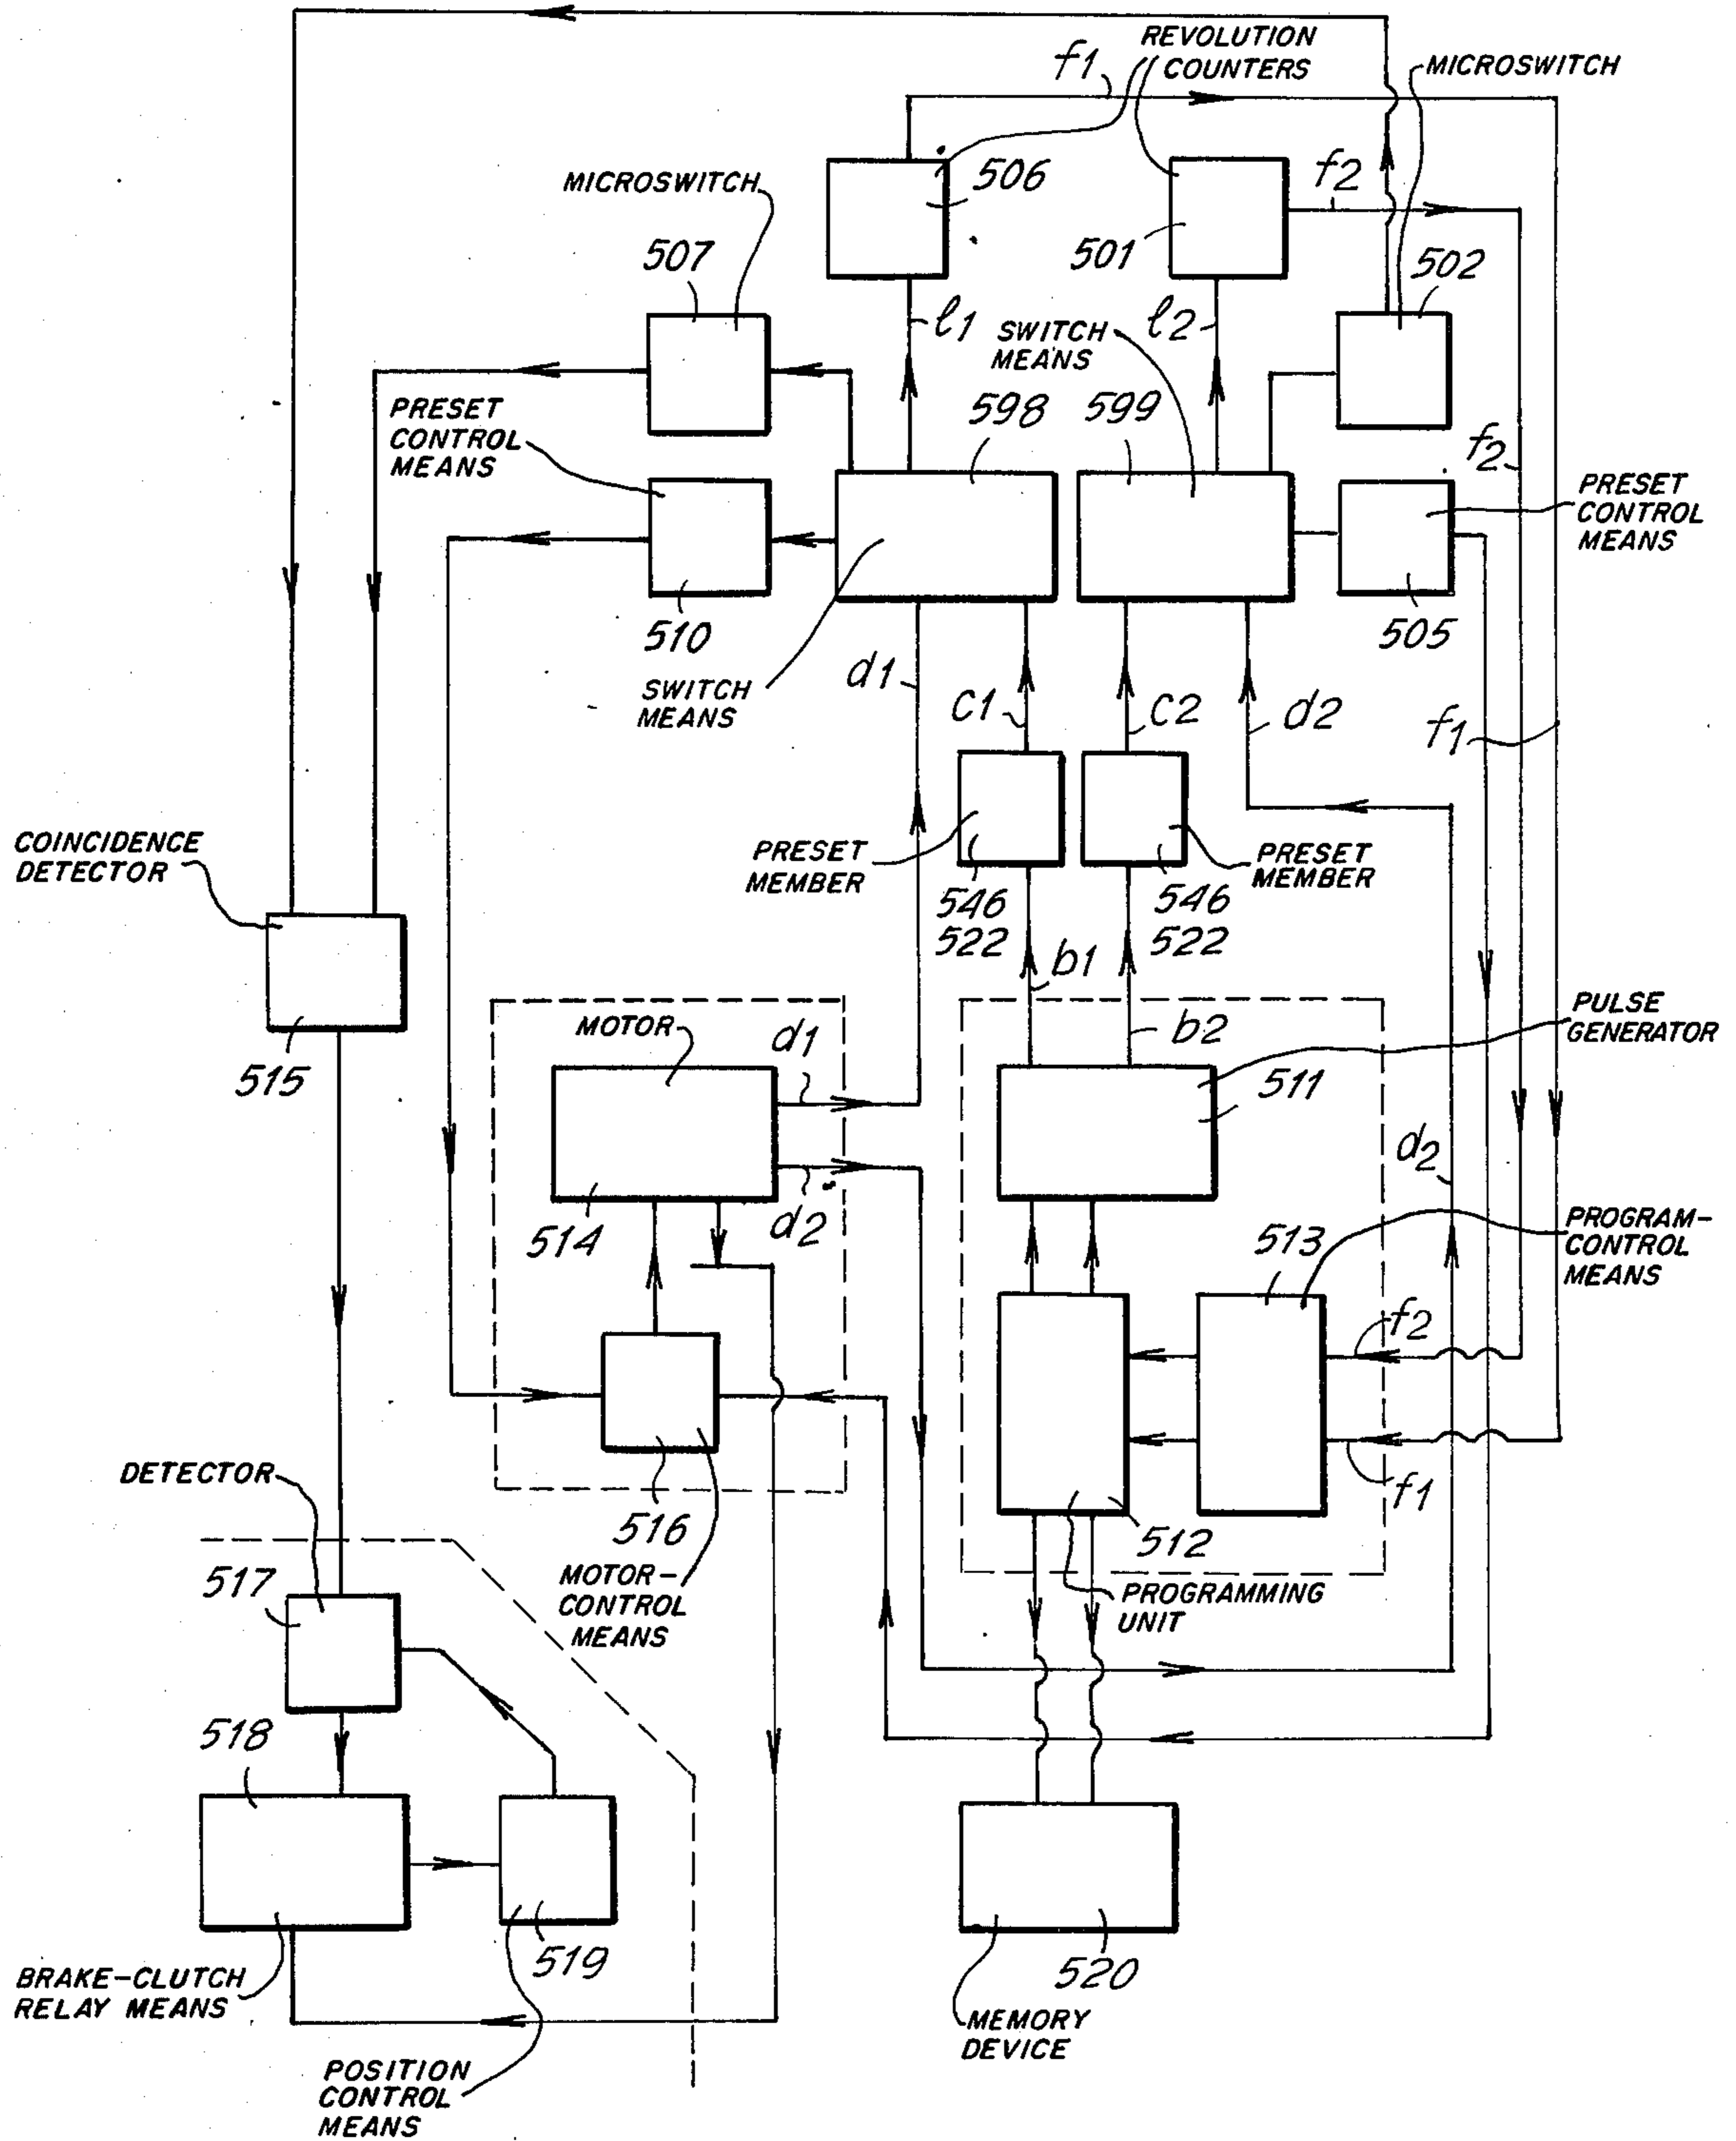 REVOLUTION
COUNTERS
f1
MICROSWITCH
MICROSWITCH
506
f2
507
501
502
l1
l2
SWITCH
MEANS
PRESET
CONTROL
MEANS
598
599
f2
PRESET
CONTROL
MEANS
510
505
SWITCH
MEANS
d1
c1
c2
d2
f1
COINCIDENCE
DETECTOR
PRESET
MEMBER
PRESET
MEMBER
546
522
546
522
b1
b2
PULSE
GENERATOR
MOTOR
d1
515
511
d2
d2
514
513
PROGRAM-
CONTROL
MEANS
f2
DETECTOR
f1
516
512
517
MOTOR-
CONTROL
MEANS
PROGRAMMING
UNIT
518
519
520
BRAKE-CLUTCH
RELAY MEANS
MEMORY
DEVICE
POSITION
CONTROL
MEANS